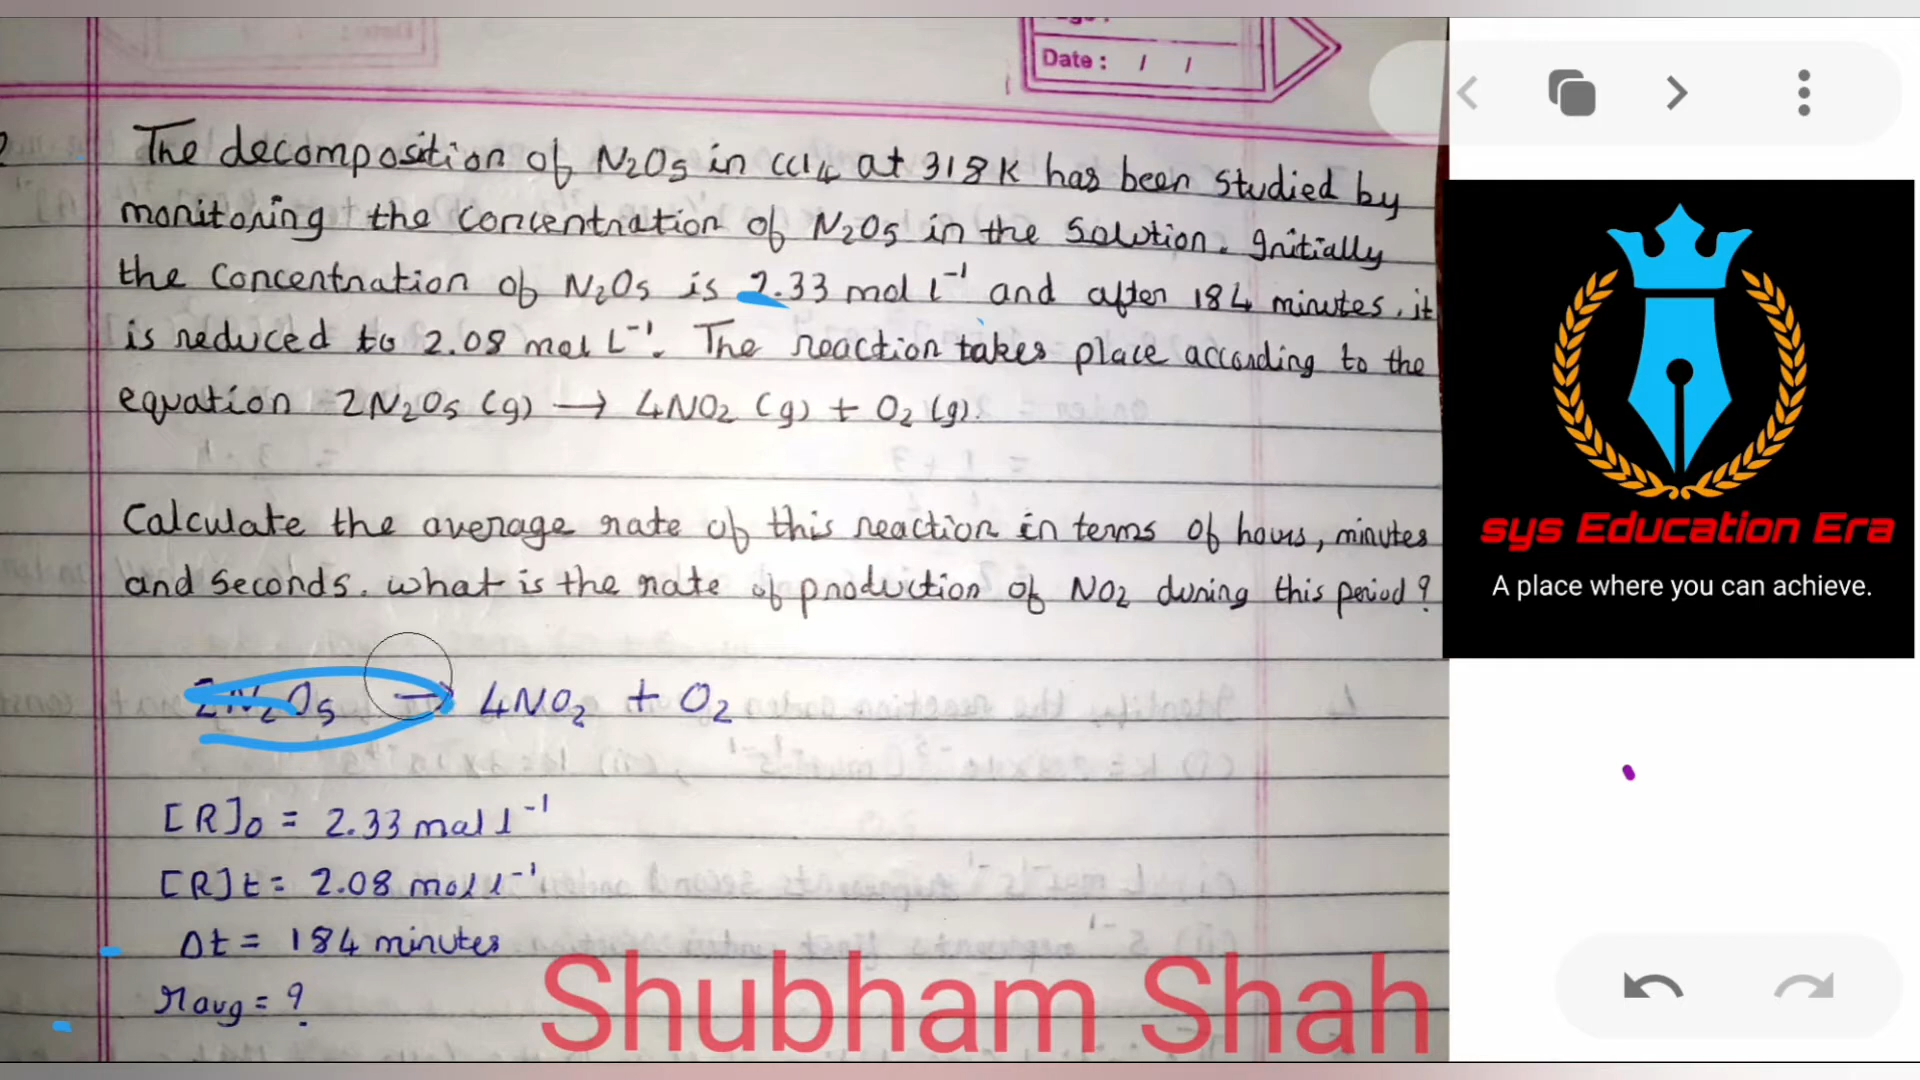 Date : / /
The decomposition of N₂O₅ in CCl₄ at 318K has been studied by
monitoring the concentration of N₂O₅ in the solution. Initially
the concentration of N₂O₅ is 2.33 mol l⁻¹ and after 184 minutes, it
is reduced to 2.08 mol L⁻¹. The reaction takes place according to the
equation 2N₂O₅ (g) → 4NO₂ (g) + O₂ (g).
Calculate the average rate of this reaction in terms of hours, minutes
and seconds. what is the rate of production of NO₂ during this period ?
2N₂O₅ → 4NO₂ + O₂
[R]₀ = 2.33 mol l⁻¹
[R]t = 2.08 mol l⁻¹
Δt = 184 minutes
ravg = ?
Shubham Shah
sys Education Era
A place where you can achieve.